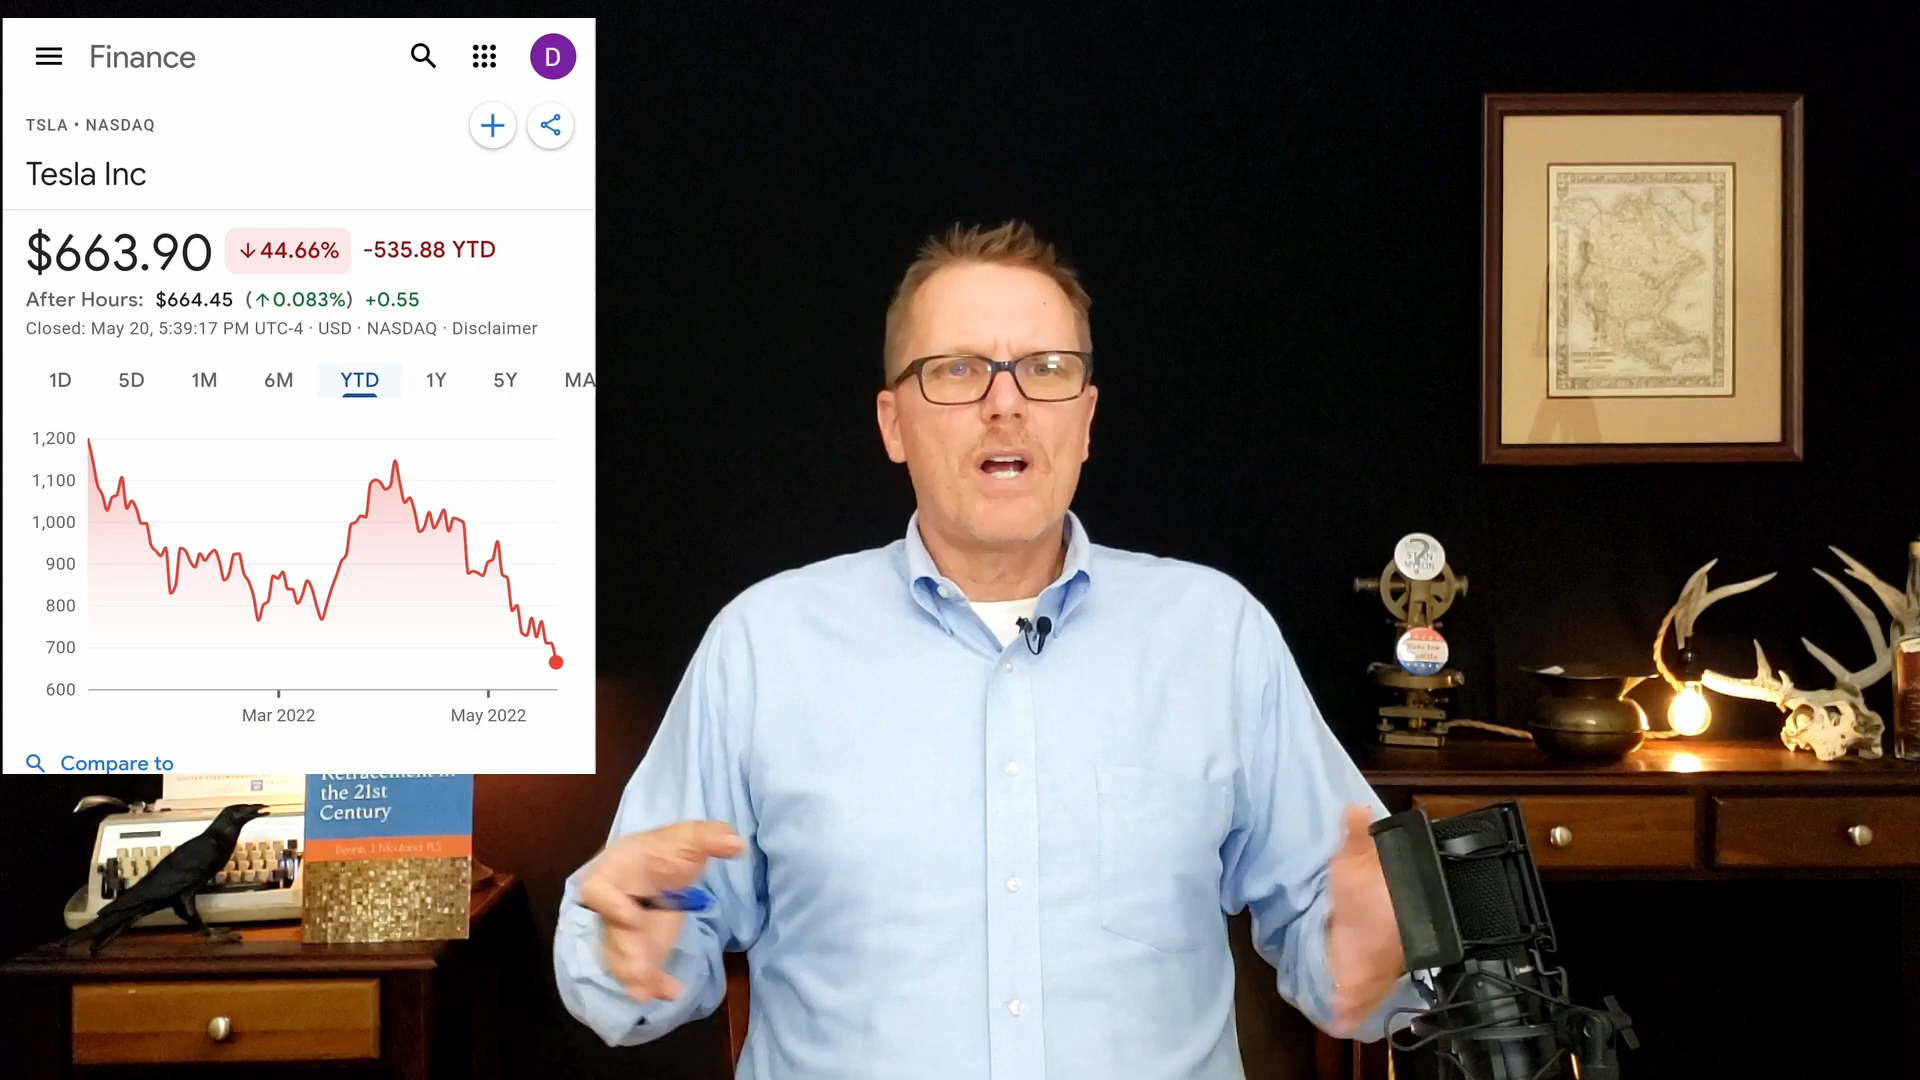 Finance
D
TSLA • NASDAQ
Tesla Inc
$663.90 ↓44.66% -535.88 YTD
After Hours: $664.45 (↑0.083%) +0.55
Closed: May 20, 5:39:17 PM UTC-4 · USD · NASDAQ · Disclaimer
1D 5D 1M 6M YTD 1Y 5Y MA
1,200
1,100
1,000
900
800
700
600
Mar 2022 May 2022
Compare to
Retracement in
the 21st
Century
?